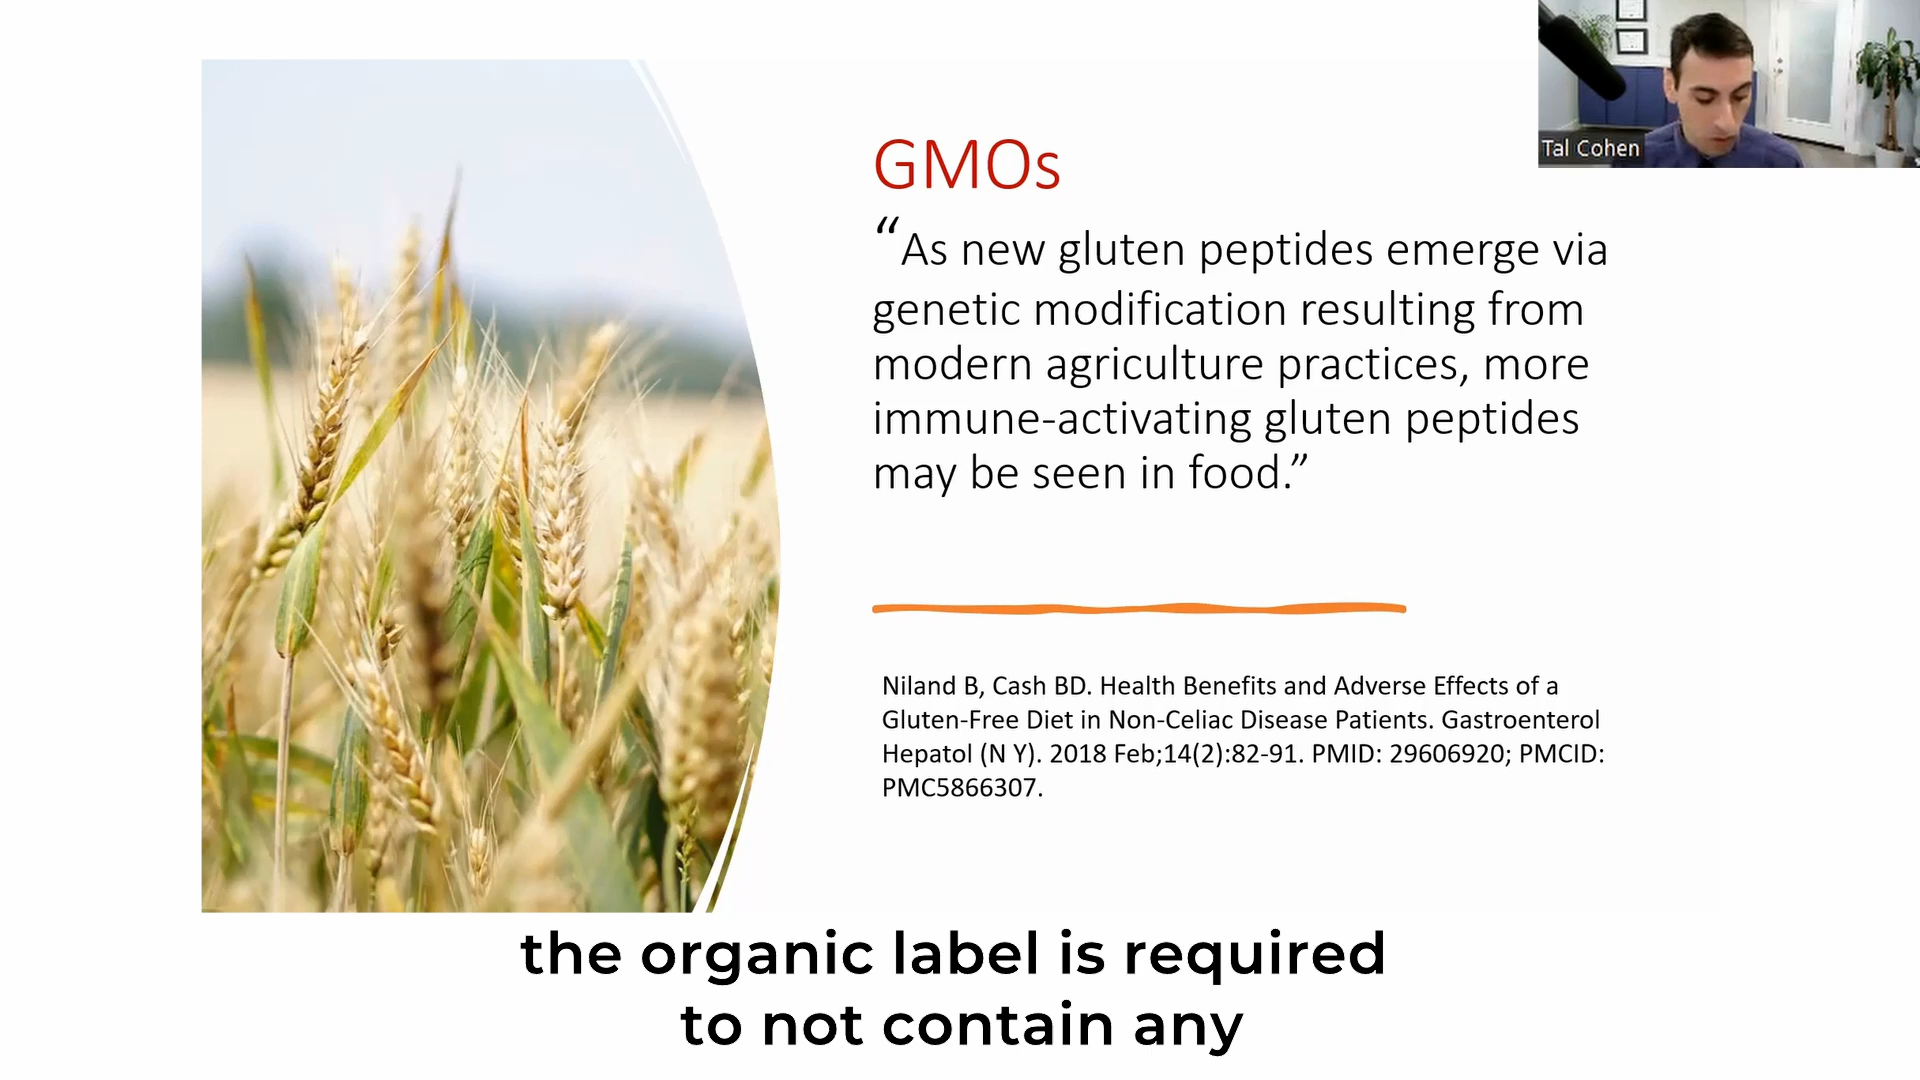 Tal Cohen
GMOs
“As new gluten peptides emerge via
genetic modification resulting from
modern agriculture practices, more
immune-activating gluten peptides
may be seen in food.”
Niland B, Cash BD. Health Benefits and Adverse Effects of a
Gluten-Free Diet in Non-Celiac Disease Patients. Gastroenterol
Hepatol (N Y). 2018 Feb;14(2):82-91. PMID: 29606920; PMCID:
PMC5866307.
the organic label is required
to not contain any